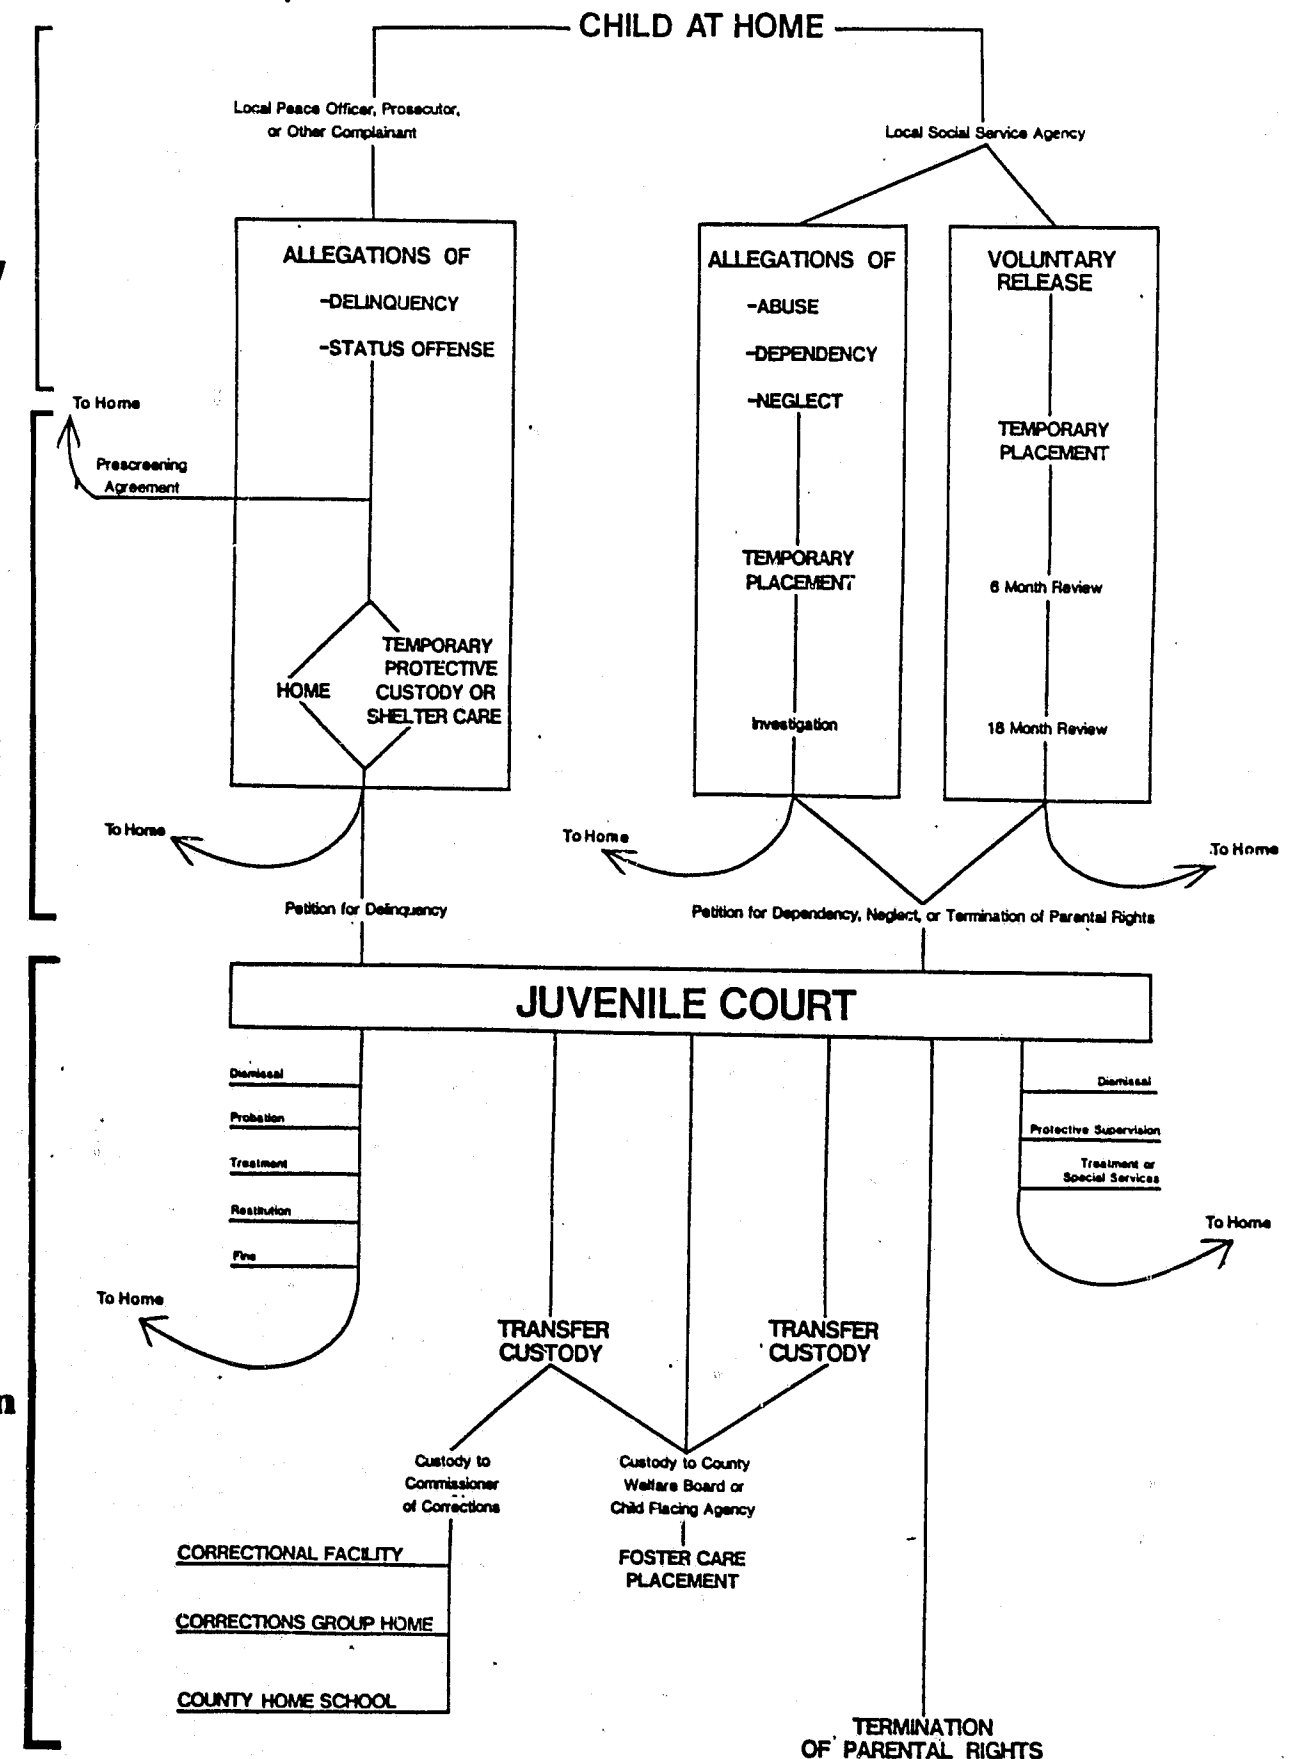 CHILD AT HOME
Local Peace Officer, Prosecutor,
or Other Complainant
Local Social Service Agency
ALLEGATIONS OF
-DELINQUENCY
-STATUS OFFENSE
ALLEGATIONS OF
-ABUSE
-DEPENDENCY
-NEGLECT
VOLUNTARY
RELEASE
To Home
Prescreening
Agreement
TEMPORARY
PLACEMENT
TEMPORARY
PLACEMENT
6 Month Review
HOME
TEMPORARY
PROTECTIVE
CUSTODY OR
SHELTER CARE
Investigation
18 Month Review
To Home
To Home
To Home
Petition for Delinquency
Petition for Dependency, Neglect, or Termination of Parental Rights
JUVENILE COURT
Dismissal
Probation
Treatment
Restitution
Fine
To Home
Dismissal
Protective Supervision
Treatment or
Special Services
To Home
TRANSFER
CUSTODY
TRANSFER
CUSTODY
Custody to
Commissioner
of Corrections
Custody to County
Welfare Board or
Child Placing Agency
CORRECTIONAL FACILITY
CORRECTIONS GROUP HOME
COUNTY HOME SCHOOL
FOSTER CARE
PLACEMENT
TERMINATION
OF PARENTAL RIGHTS